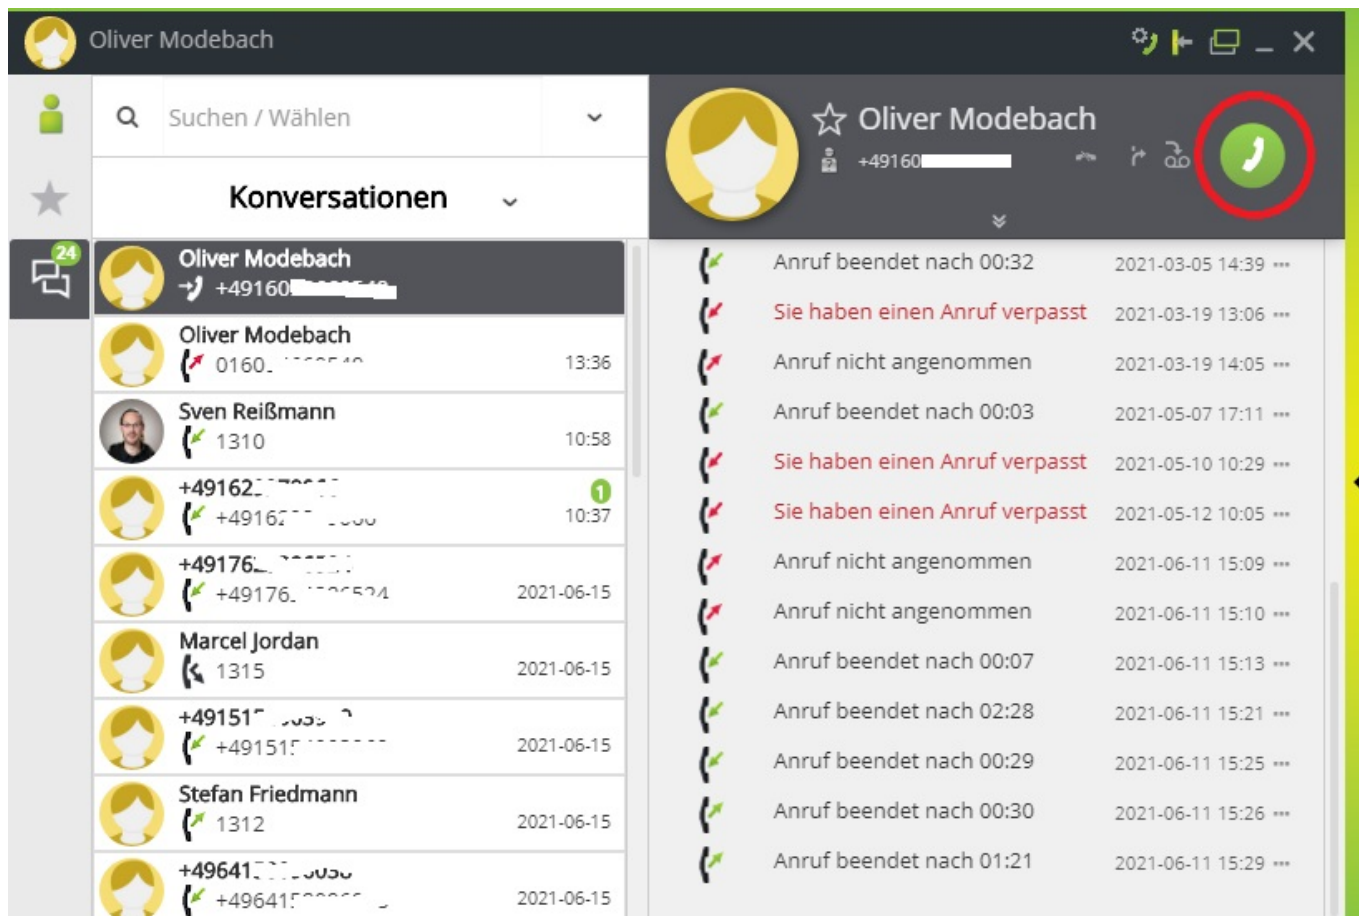 Oliver Modebach
Suchen / Wählen
Konversationen
24
Oliver Modebach
+49160
Oliver Modebach
0160
13:36
Sven Reißmann
1310
10:58
+49162
1
+49162
10:37
+49176
+49176
2021-06-15
Marcel Jordan
1315
2021-06-15
+49151
+491515
2021-06-15
Stefan Friedmann
1312
2021-06-15
+49641
+49641
2021-06-15
Oliver Modebach
+49160
Anruf beendet nach 00:32 2021-03-05 14:39
Sie haben einen Anruf verpasst 2021-03-19 13:06
Anruf nicht angenommen 2021-03-19 14:05
Anruf beendet nach 00:03 2021-05-07 17:11
Sie haben einen Anruf verpasst 2021-05-10 10:29
Sie haben einen Anruf verpasst 2021-05-12 10:05
Anruf nicht angenommen 2021-06-11 15:09
Anruf nicht angenommen 2021-06-11 15:10
Anruf beendet nach 00:07 2021-06-11 15:13
Anruf beendet nach 02:28 2021-06-11 15:21
Anruf beendet nach 00:29 2021-06-11 15:25
Anruf beendet nach 00:30 2021-06-11 15:26
Anruf beendet nach 01:21 2021-06-11 15:29